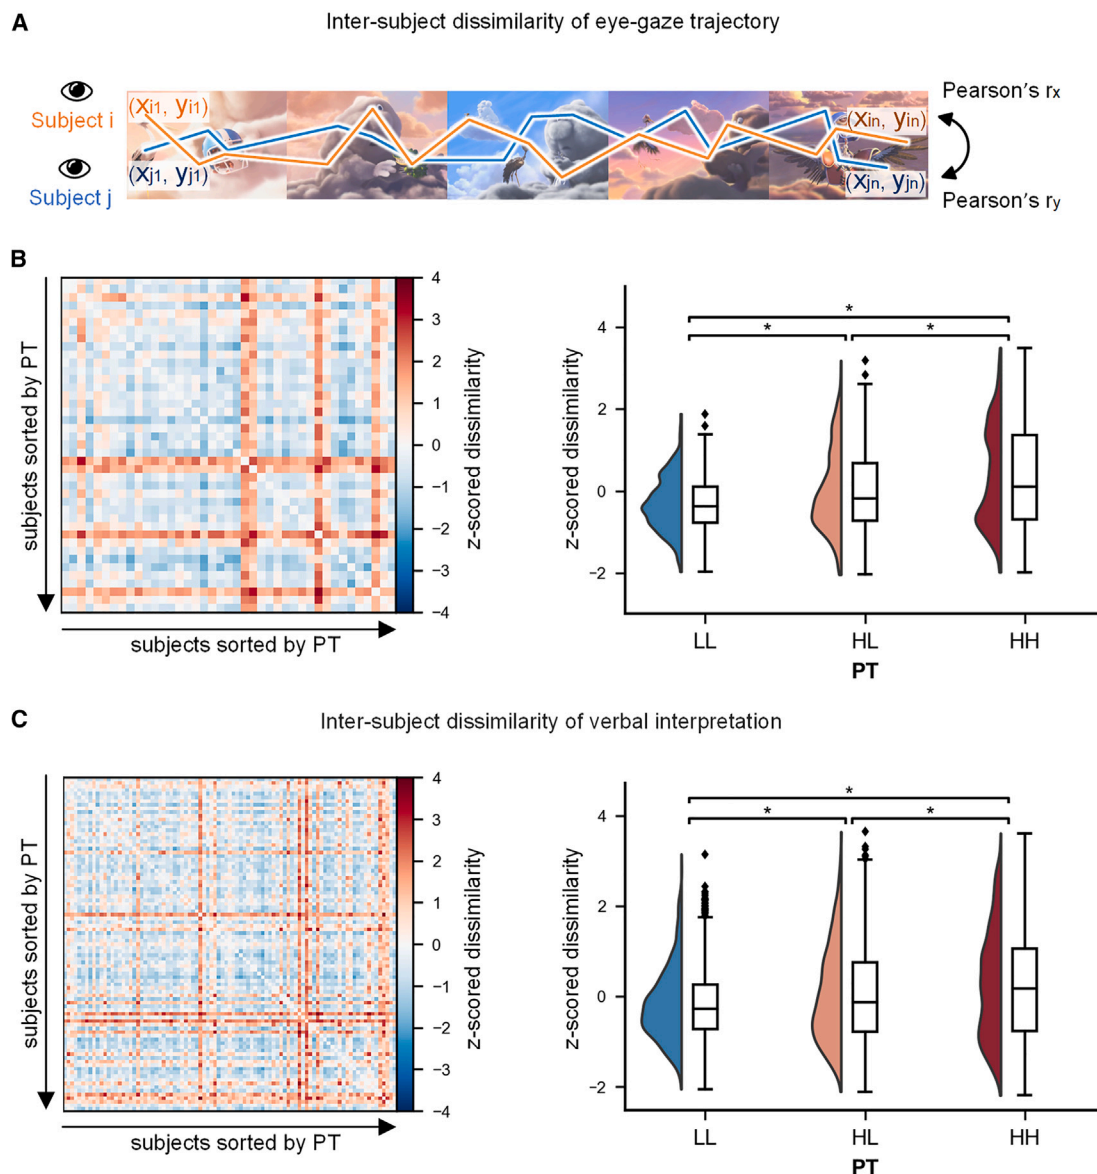 A
Inter-subject dissimilarity of eye-gaze trajectory
Subject i
(xi1, yi1)
(xin, yin)
Pearson's rx
Subject j
(xj1, yj1)
(xjn, yjn)
Pearson's ry
B
subjects sorted by PT
subjects sorted by PT
4
3
2
1
0
−1
−2
−3
−4
z-scored dissimilarity
z-scored dissimilarity
4
2
0
−2
*
*
*
LL
HL
HH
PT
C
Inter-subject dissimilarity of verbal interpretation
subjects sorted by PT
subjects sorted by PT
4
3
2
1
0
−1
−2
−3
−4
z-scored dissimilarity
z-scored dissimilarity
4
2
0
−2
*
*
*
LL
HL
HH
PT